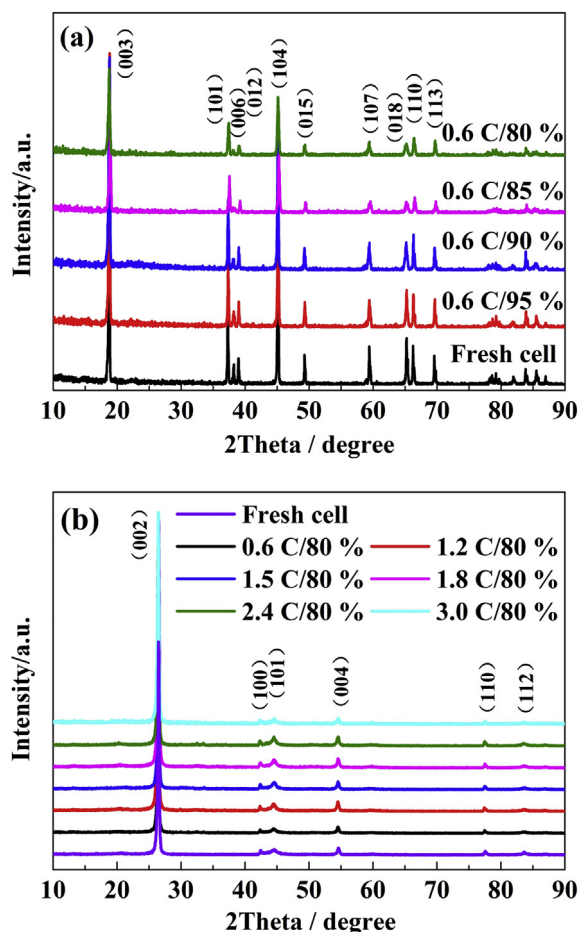 (a)
(003)
(101)
(006)
(012)
(104)
(015)
(107)
(018)
(110)
(113)
0.6 C/80 %
0.6 C/85 %
0.6 C/90 %
0.6 C/95 %
Fresh cell
Intensity/a.u.
10 20 30 40 50 60 70 80 90
2Theta / degree
(b)
(002)
Fresh cell
0.6 C/80 % 1.2 C/80 %
1.5 C/80 % 1.8 C/80 %
2.4 C/80 % 3.0 C/80 %
(100)
(101)
(004)
(110)
(112)
Intensity/a.u.
10 20 30 40 50 60 70 80 90
2Theta / degree